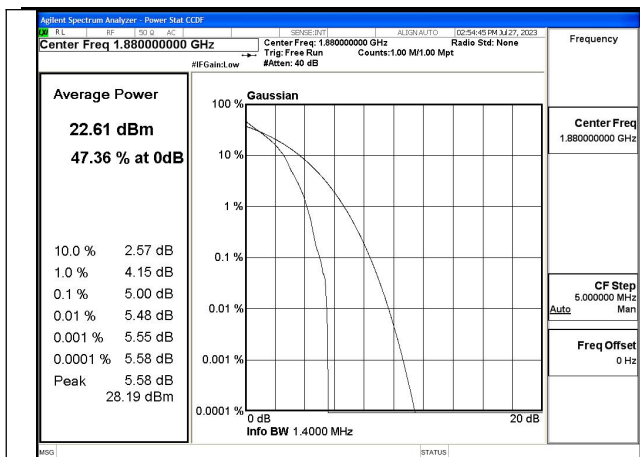 Agilent Spectrum Analyzer - Power Stat CCDF
RL RF 50 Ω AC SENSE:INT ALIGN AUTO 02:54:45 PM Jul 27, 2023
Center Freq 1.880000000 GHz
Center Freq: 1.880000000 GHz Radio Std: None
Trig: Free Run Counts:1.00 M/1.00 Mpt
#IFGain:Low #Atten: 40 dB
Frequency
Average Power
22.61 dBm
47.36 % at 0dB
10.0 % 2.57 dB
1.0 % 4.15 dB
0.1 % 5.00 dB
0.01 % 5.48 dB
0.001 % 5.55 dB
0.0001 % 5.58 dB
Peak 5.58 dB
28.19 dBm
Gaussian
100 %
10 %
1 %
0.1 %
0.01 %
0.001 %
0.0001 %
0 dB 20 dB
Info BW 1.4000 MHz
Center Freq
1.880000000 GHz
CF Step
5.000000 MHz
Auto Man
Freq Offset
0 Hz
MSG STATUS